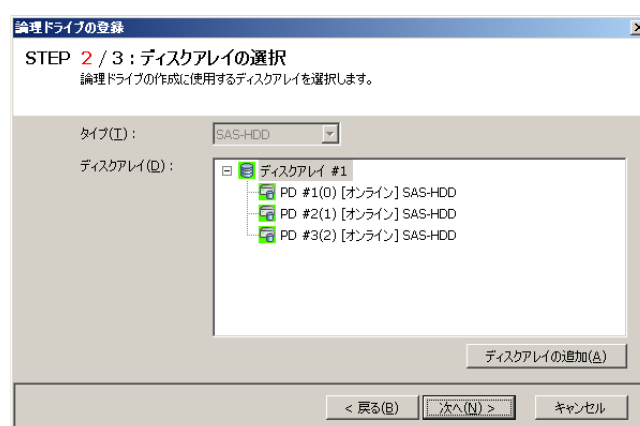 論理ドライブの登録
STEP 2 / 3 : ディスクアレイの選択
論理ドライブの作成に使用するディスクアレイを選択します。
タイプ(T) :
SAS-HDD
ディスクアレイ(D) :
ディスクアレイ #1
PD #1(0) [オンライン] SAS-HDD
PD #2(1) [オンライン] SAS-HDD
PD #3(2) [オンライン] SAS-HDD
ディスクアレイの追加(A)
< 戻る(B)
次へ(N) >
キャンセル